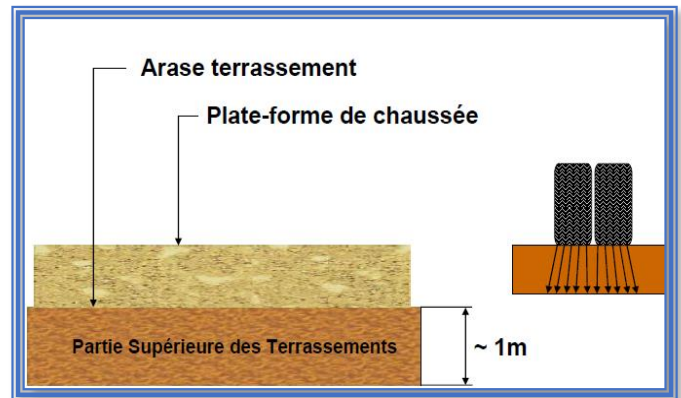 Arase terrassement
Plate-forme de chaussée
Partie Supérieure des Terrassements
~ 1m